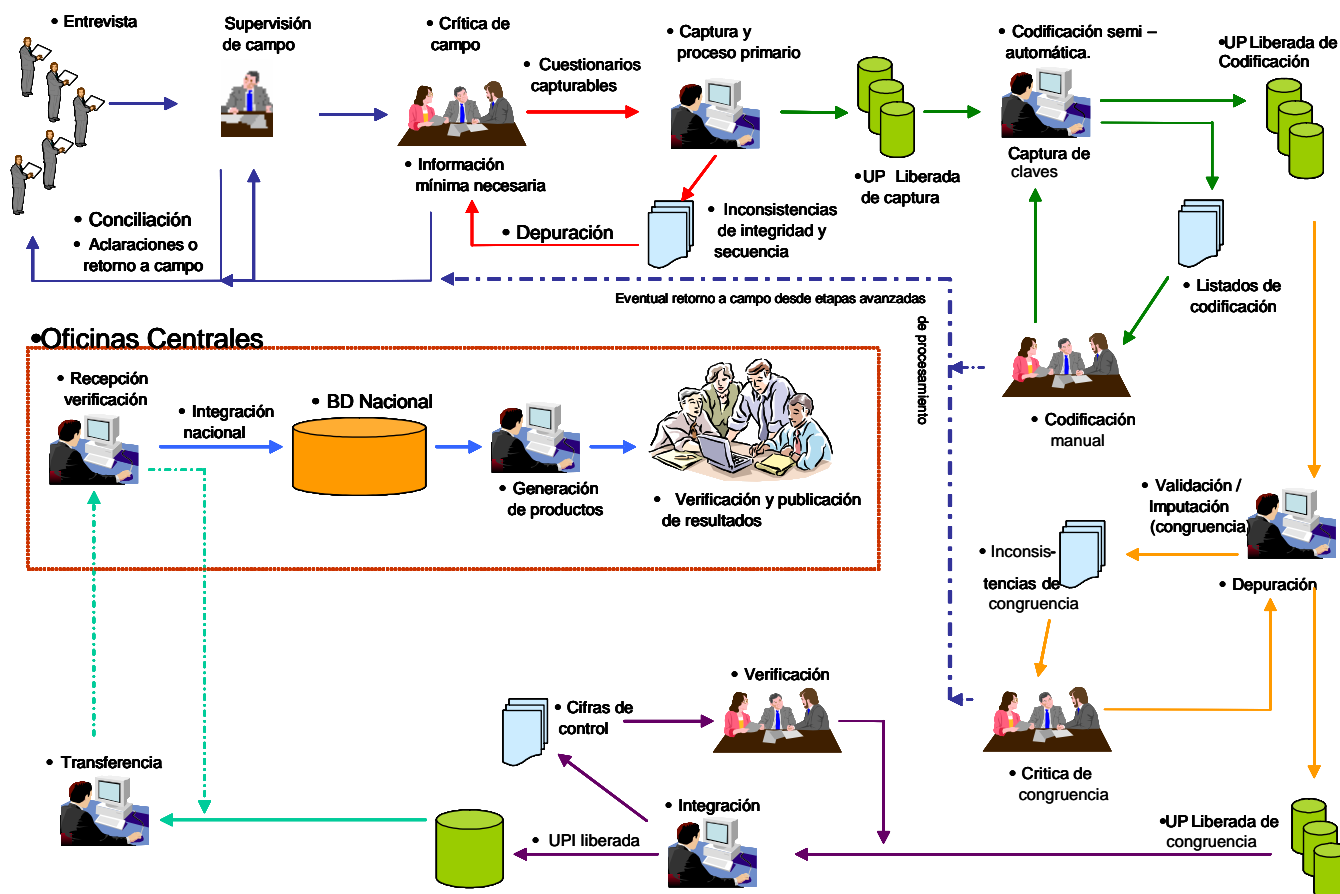 • Entrevista
Supervisión
de campo
• Crítica de
campo
• Cuestionarios
capturables
• Captura y
proceso primario
• Codificación semi –
automática.
•UP Liberada de
Codificación
• Información
mínima necesaria
•UP Liberada
de captura
Captura de
claves
• Conciliación
• Aclaraciones o
retorno a campo
• Depuración
• Inconsistencias
de integridad y
secuencia
• Listados de
codificación
Eventual retorno a campo desde etapas avanzadas
de procesamiento
•Oficinas Centrales
• Recepción
verificación
• Integración
nacional
• BD Nacional
• Generación
de productos
• Verificación y publicación
de resultados
• Codificación
manual
• Validación /
Imputación
(congruencia)
• Inconsis-
tencias de
congruencia
• Depuración
• Verificación
• Cifras de
control
• Transferencia
• Critica de
congruencia
• Integración
• UPI liberada
•UP Liberada de
congruencia